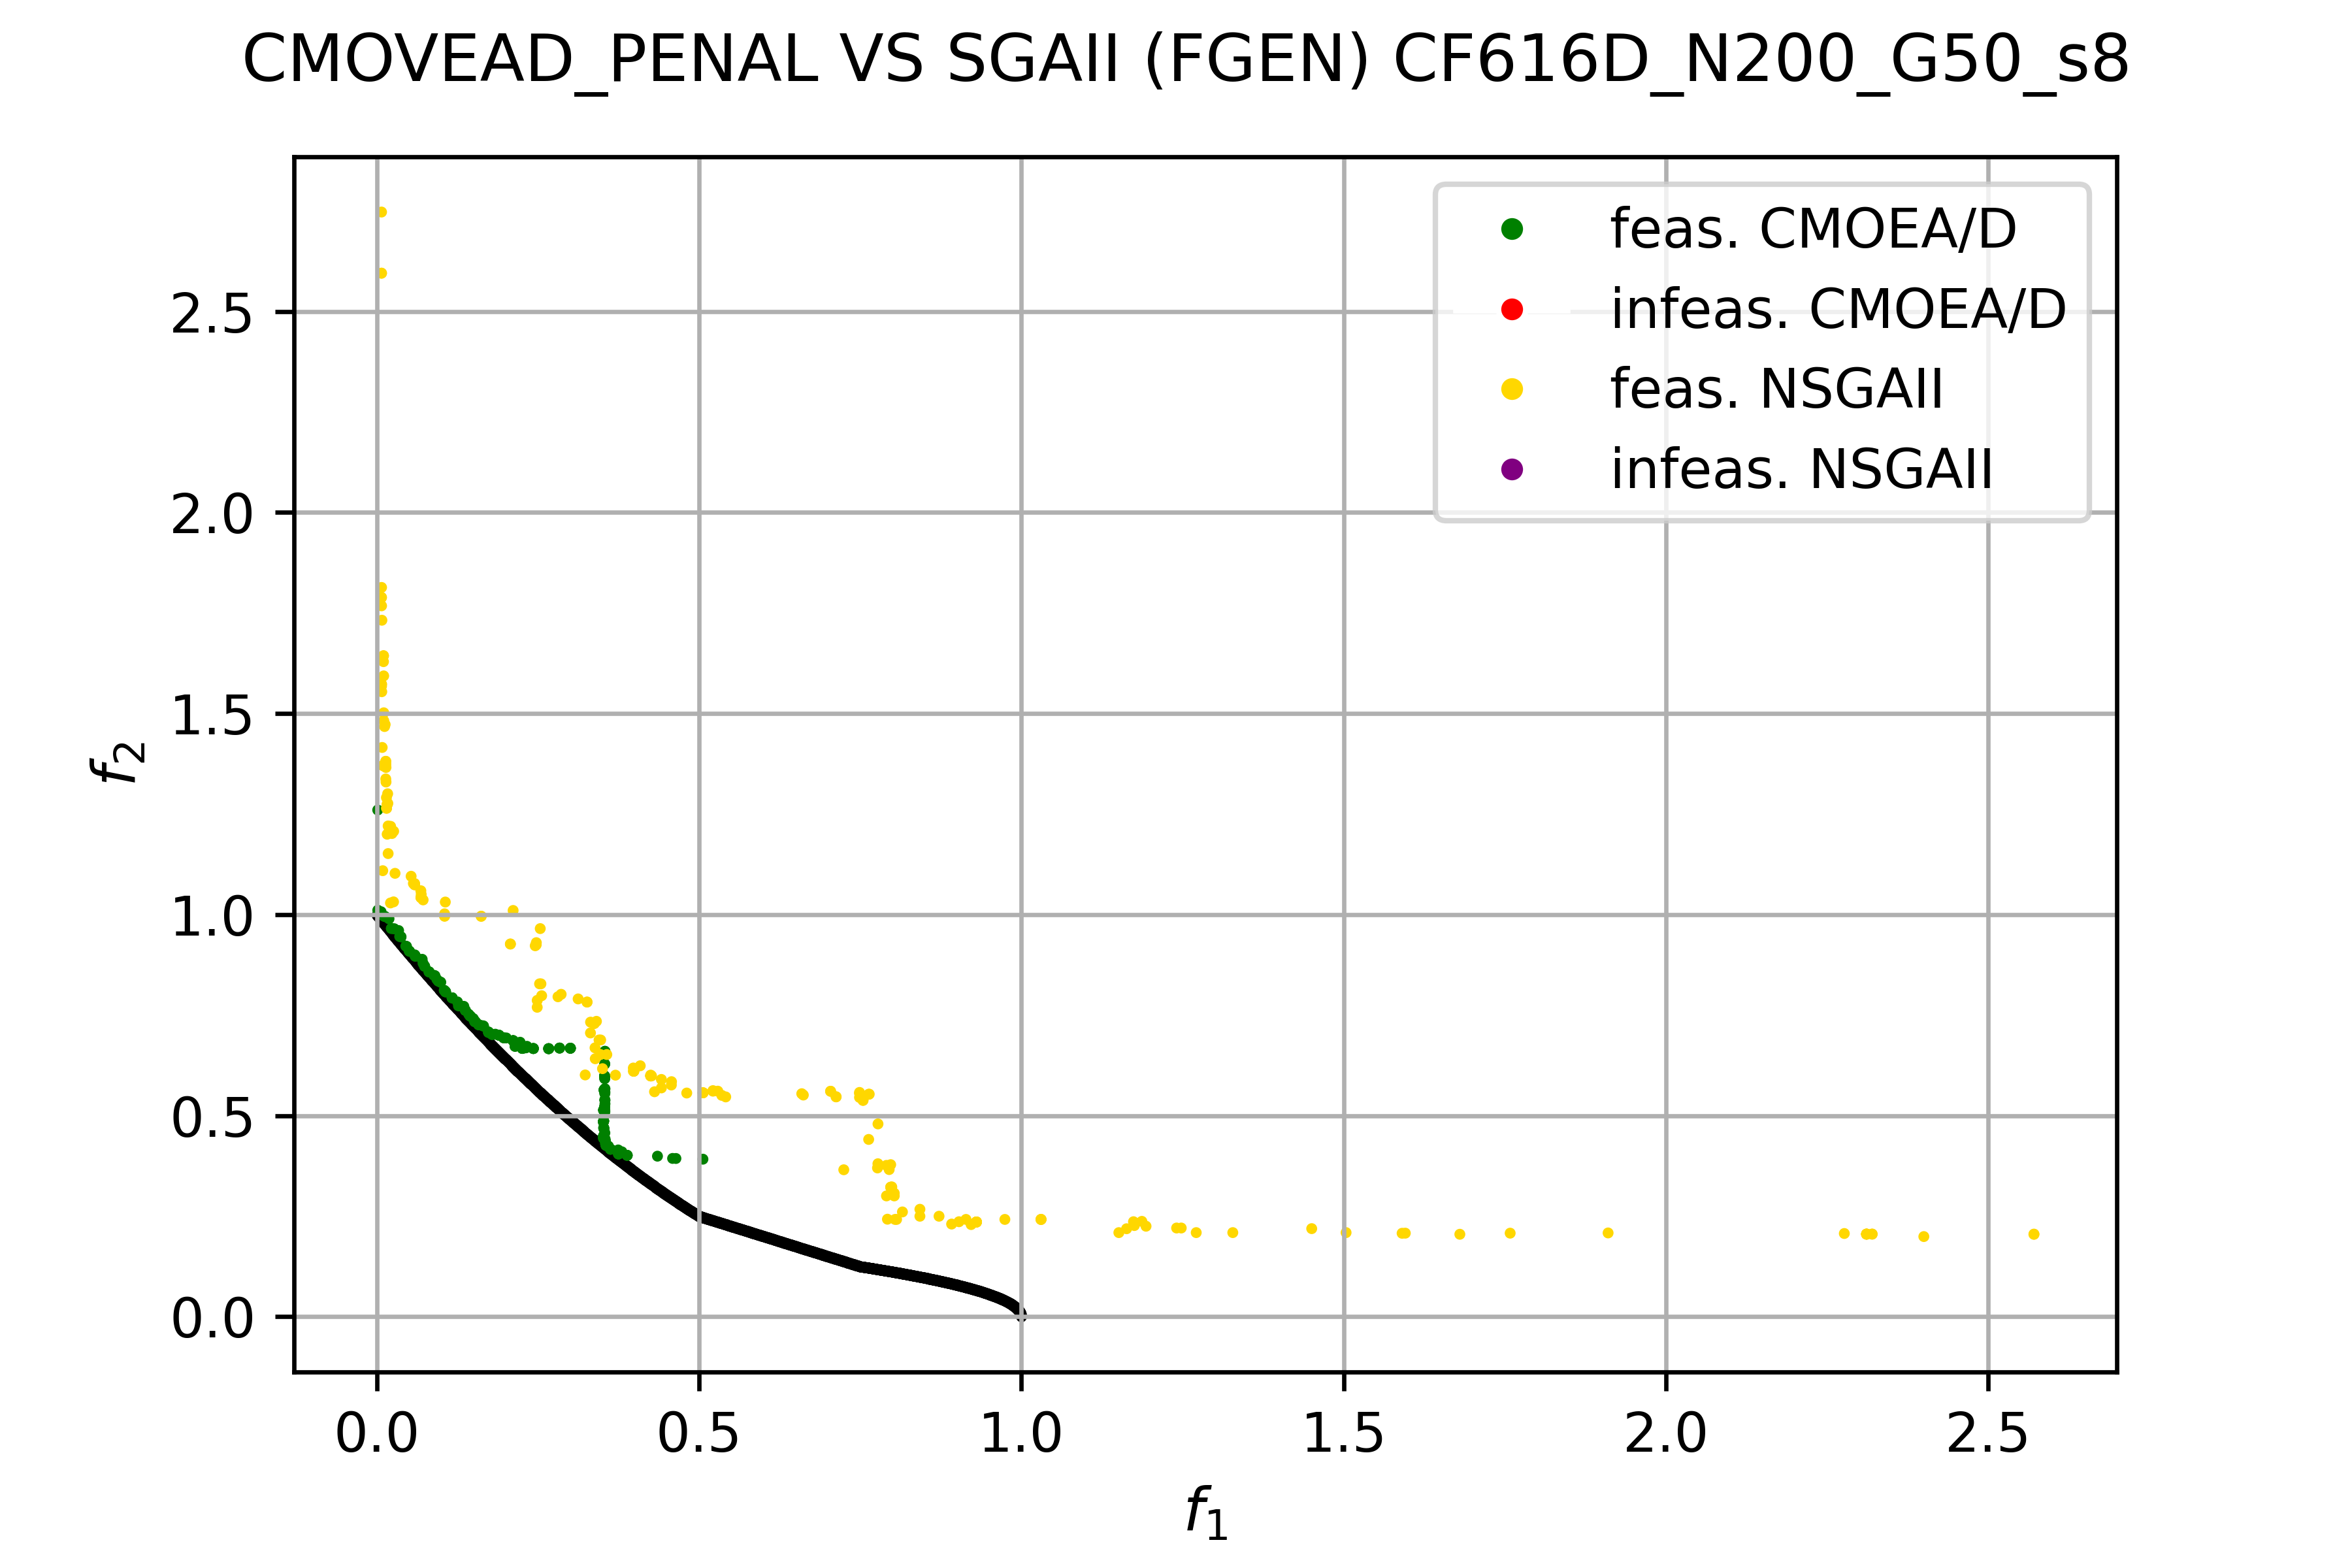 CMOVEAD_PENAL VS SGAII (FGEN) CF616D_N200_G50_s8
feas. CMOEA/D
infeas. CMOEA/D
feas. NSGAII
infeas. NSGAII
2.5
2.0
1.5
1.0
0.5
0.0
f2
0.0 0.5 1.0 1.5 2.0 2.5
f1